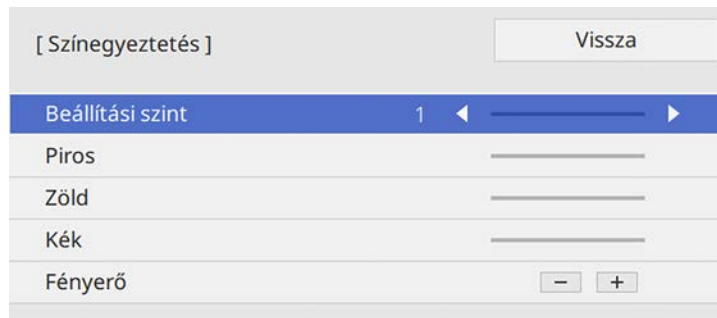 [ Színegyeztetés ] Vissza
Beállítási szint 1
Piros
Zöld
Kék
Fényerő − +